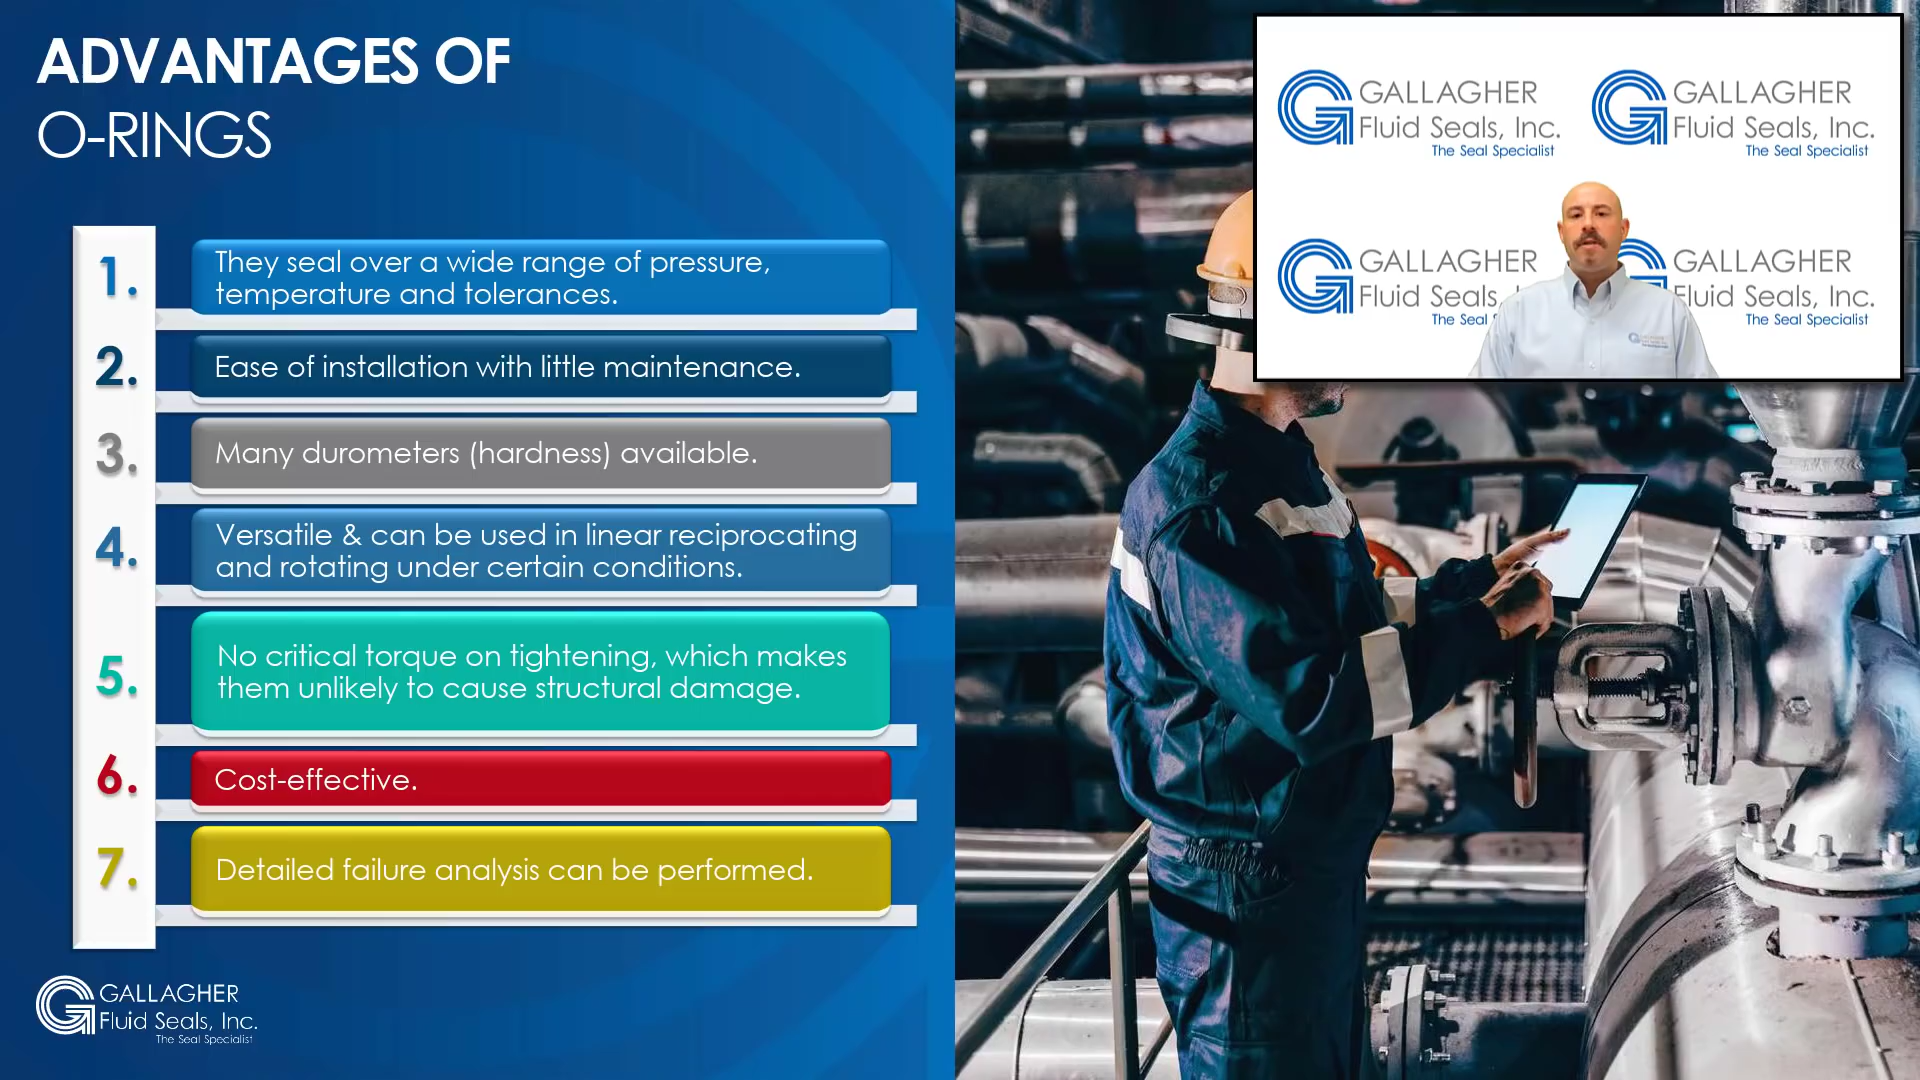 ADVANTAGES OF
O-RINGS
1.
They seal over a wide range of pressure,
temperature and tolerances.
2.
Ease of installation with little maintenance.
3.
Many durometers (hardness) available.
4.
Versatile & can be used in linear reciprocating
and rotating under certain conditions.
5.
No critical torque on tightening, which makes
them unlikely to cause structural damage.
6.
Cost-effective.
7.
Detailed failure analysis can be performed.
GALLAGHER
Fluid Seals, Inc.
The Seal Specialist
GALLAGHER
Fluid Seals, Inc.
The Seal Specialist
GALLAGHER
Fluid Seals, Inc.
The Seal Specialist
GALLAGHER
Fluid Seals,
The Seal
GALLAGHER
Fluid Seals, Inc.
The Seal Specialist